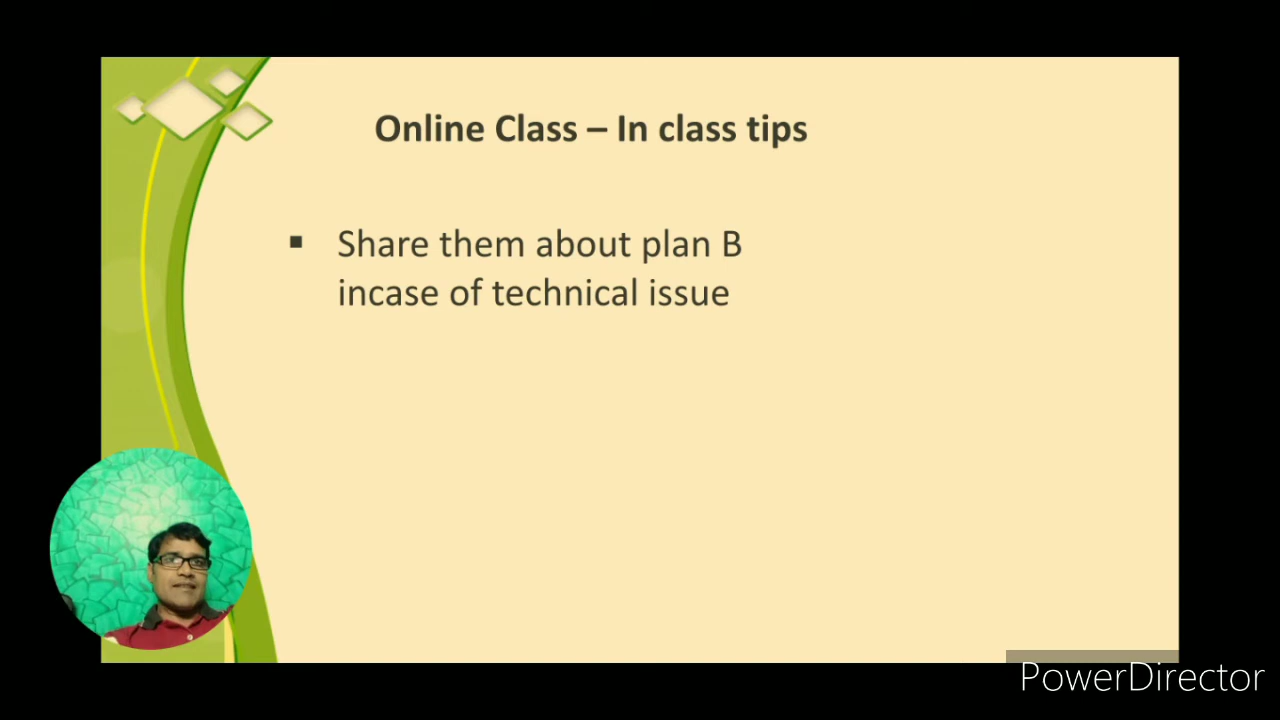 Online Class – In class tips
▪ Share them about plan B
incase of technical issue
PowerDirector